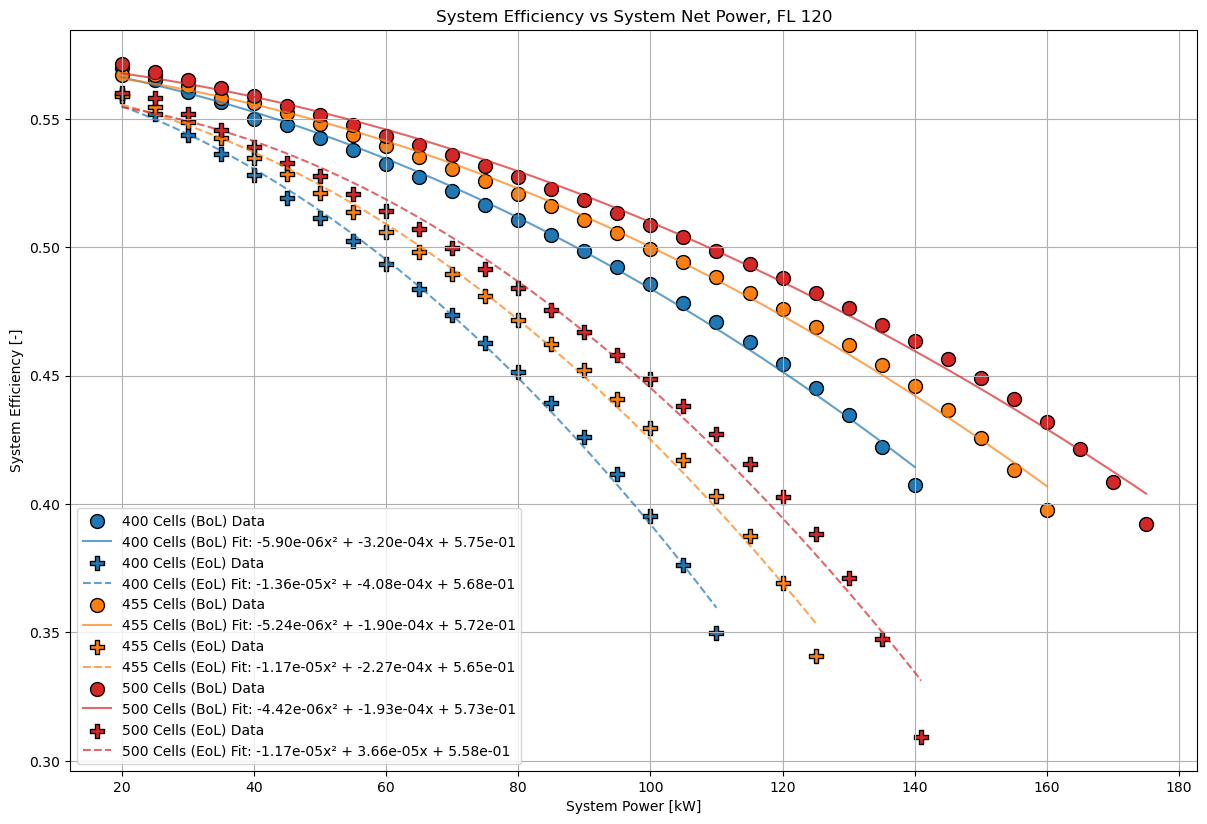 System Efficiency vs System Net Power, FL 120
System Efficiency [-]
0.55
0.50
0.45
0.40
0.35
0.30
400 Cells (BoL) Data
400 Cells (BoL) Fit: -5.90e-06x² + -3.20e-04x + 5.75e-01
400 Cells (EoL) Data
400 Cells (EoL) Fit: -1.36e-05x² + -4.08e-04x + 5.68e-01
455 Cells (BoL) Data
455 Cells (BoL) Fit: -5.24e-06x² + -1.90e-04x + 5.72e-01
455 Cells (EoL) Data
455 Cells (EoL) Fit: -1.17e-05x² + -2.27e-04x + 5.65e-01
500 Cells (BoL) Data
500 Cells (BoL) Fit: -4.42e-06x² + -1.93e-04x + 5.73e-01
500 Cells (EoL) Data
500 Cells (EoL) Fit: -1.17e-05x² + 3.66e-05x + 5.58e-01
20 40 60 80 100 120 140 160 180
System Power [kW]